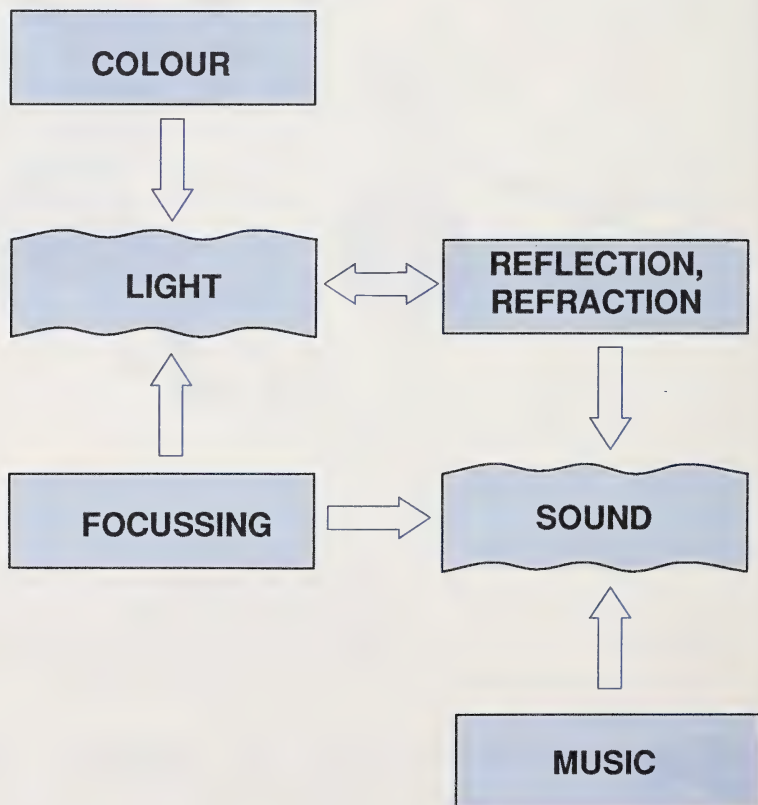 COLOUR
LIGHT
REFLECTION,
REFRACTION
FOCUSSING
SOUND
MUSIC